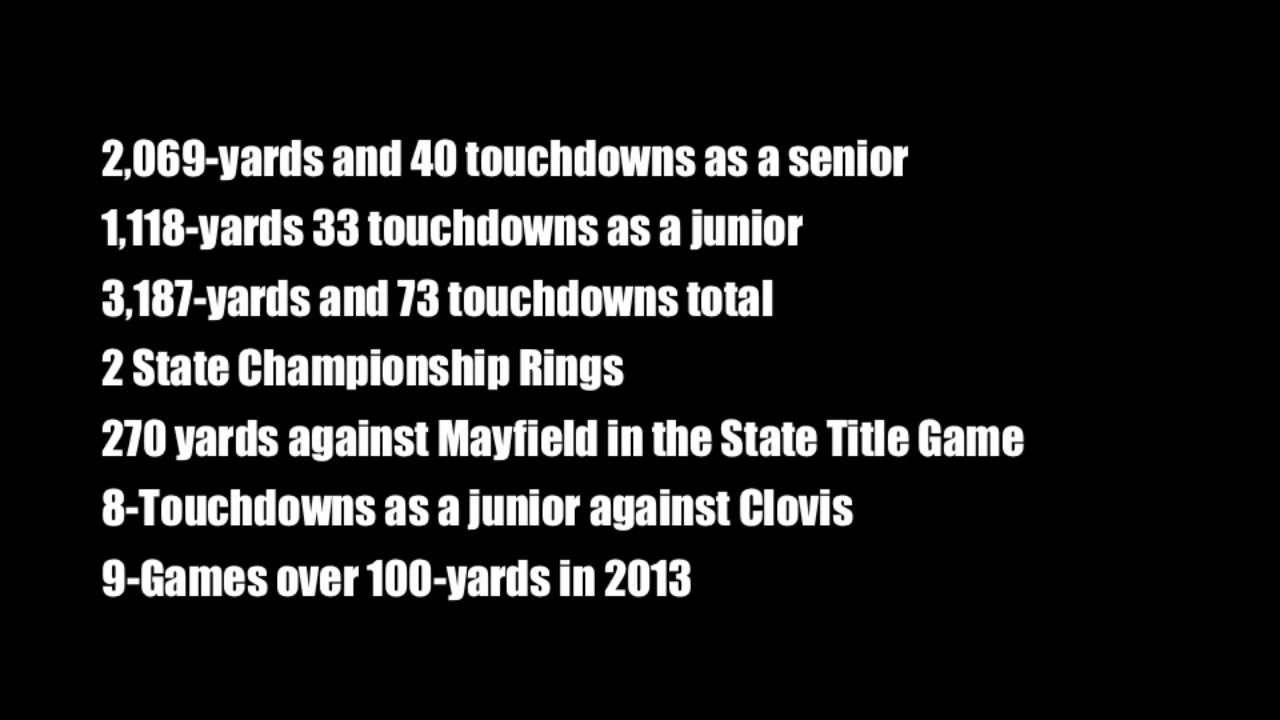 2,069-yards and 40 touchdowns as a senior
1,118-yards 33 touchdowns as a junior
3,187-yards and 73 touchdowns total
2 State Championship Rings
270 yards against Mayfield in the State Title Game
8-Touchdowns as a junior against Clovis
9-Games over 100-yards in 2013